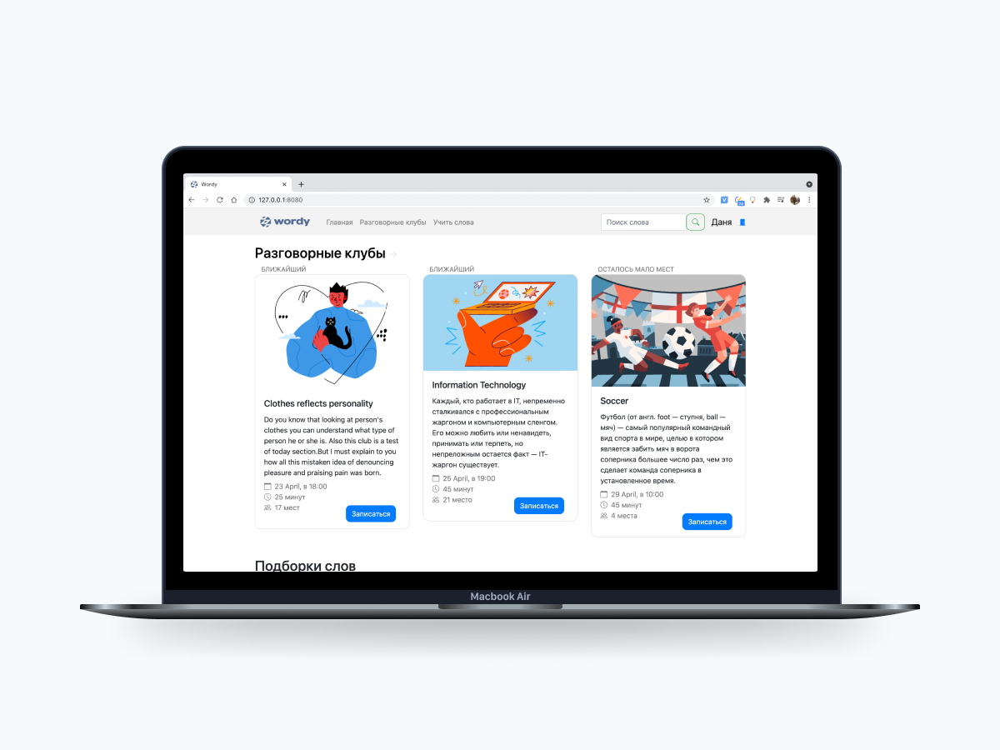 Wordy
127.0.0.1:8080
wordy
Главная Разговорные клубы Учить слова
Поиск слова
Даня
Разговорные клубы
БЛИЖАЙШИЙ
Clothes reflects personality
Do you know that looking at person's
clothes you can understand what type of
person he or she is. Also this club is a test
of today section.But I must explain to you
how all this mistaken idea of denouncing
pleasure and praising pain was born.
23 April, в 18:00
25 минут
17 мест
Записаться
БЛИЖАЙШИЙ
Information Technology
Каждый, кто работает в IT, непременно
сталкивался с профессиональным
жаргоном и компьютерным сленгом.
Его можно любить или ненавидеть,
принимать или терпеть, но
непреложным остается факт — IT-
жаргон существует.
25 April, в 19:00
45 минут
21 место
Записаться
ОСТАЛОСЬ МАЛО МЕСТ
Soccer
Футбол (от англ. foot — ступня, ball —
мяч) — самый популярный командный
вид спорта в мире, целью в котором
является забить мяч в ворота
соперника большее число раз, чем это
сделает команда соперника в
установленное время.
29 April, в 10:00
45 минут
4 места
Записаться
Подборки слов
Macbook Air